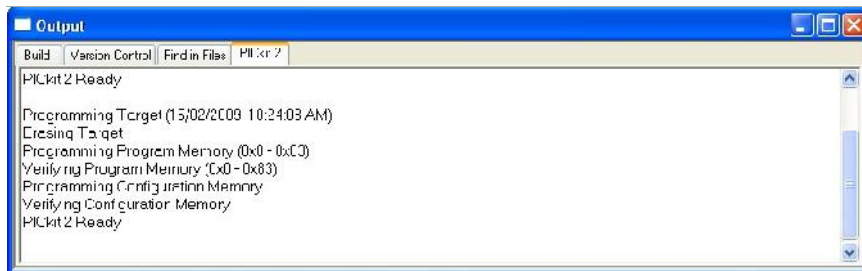 Output
Build Version Control Find in Files PICkit 2
PICkit 2 Ready
Programming Target (15/02/2009 10:24:03 AM)
Erasing Target
Programming Program Memory (0x0 - 0x83)
Verifying Program Memory (0x0 - 0x83)
Programming Configuration Memory
Verifying Configuration Memory
PICkit 2 Ready